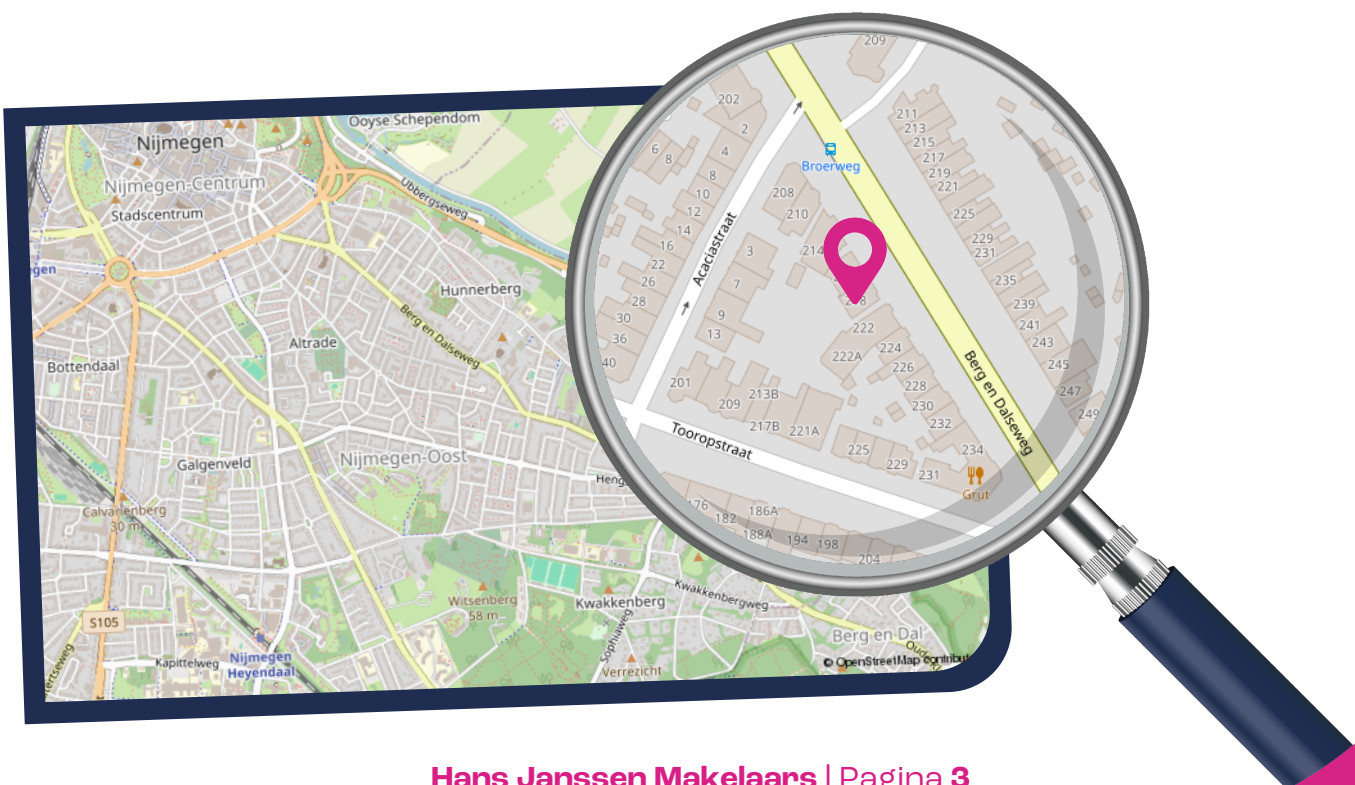 Nijmegen
Nijmegen-Centrum
Stadscentrum
Ooyse Schependom
Ubbergseweg
Hunnerberg
Berg en Dalseweg
Altrade
Bottendaal
Galgenveld
Nijmegen-Oost
Calvariënberg
30 m
Witsenberg
58 m
Kwakkenberg
Kwakkenbergweg
Sophiaweg
Berg en Dal
S105
Kapittelweg
Nijmegen
Heyendaal
Verrezicht
© OpenStreetMap
209
202
2
4
6
8
8
10
12
14
16
22
26
28
30
36
40
Acaciastraat
Broerweg
208
210
214
3
7
9
13
211
213
215
217
219
221
225
229
231
235
239
241
243
245
247
249
222
222A
224
226
228
230
232
234
Berg en Dalseweg
201
209
213B
217B
221A
225
229
231
Grut
Tooropstraat
182
186A
188A
194
198
204
Hans Janssen Makelaars | Pagina 3